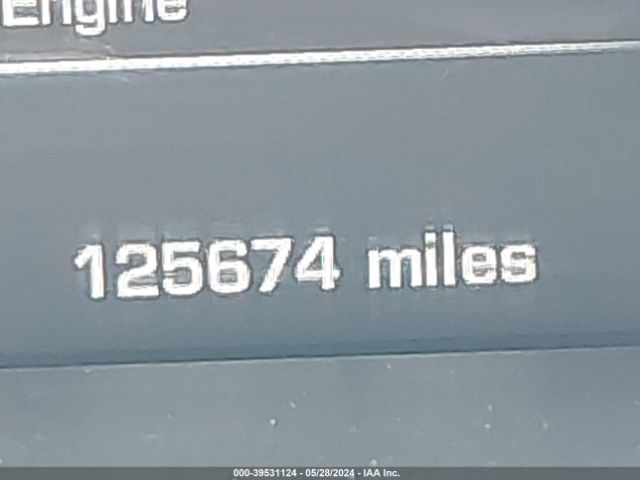 Engine
125674 miles
000-39531124 - 05/28/2024 - IAA Inc.